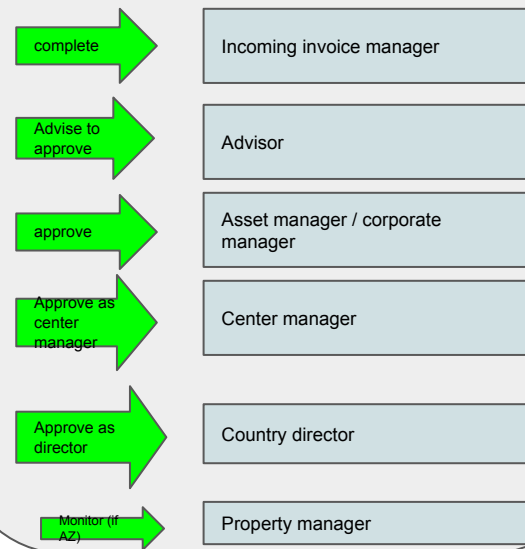 complete
Incoming invoice manager
Advise to
approve
Advisor
approve
Asset manager / corporate
manager
Approve as
center
manager
Center manager
Approve as
director
Country director
Monitor (if
AZ)
Property manager